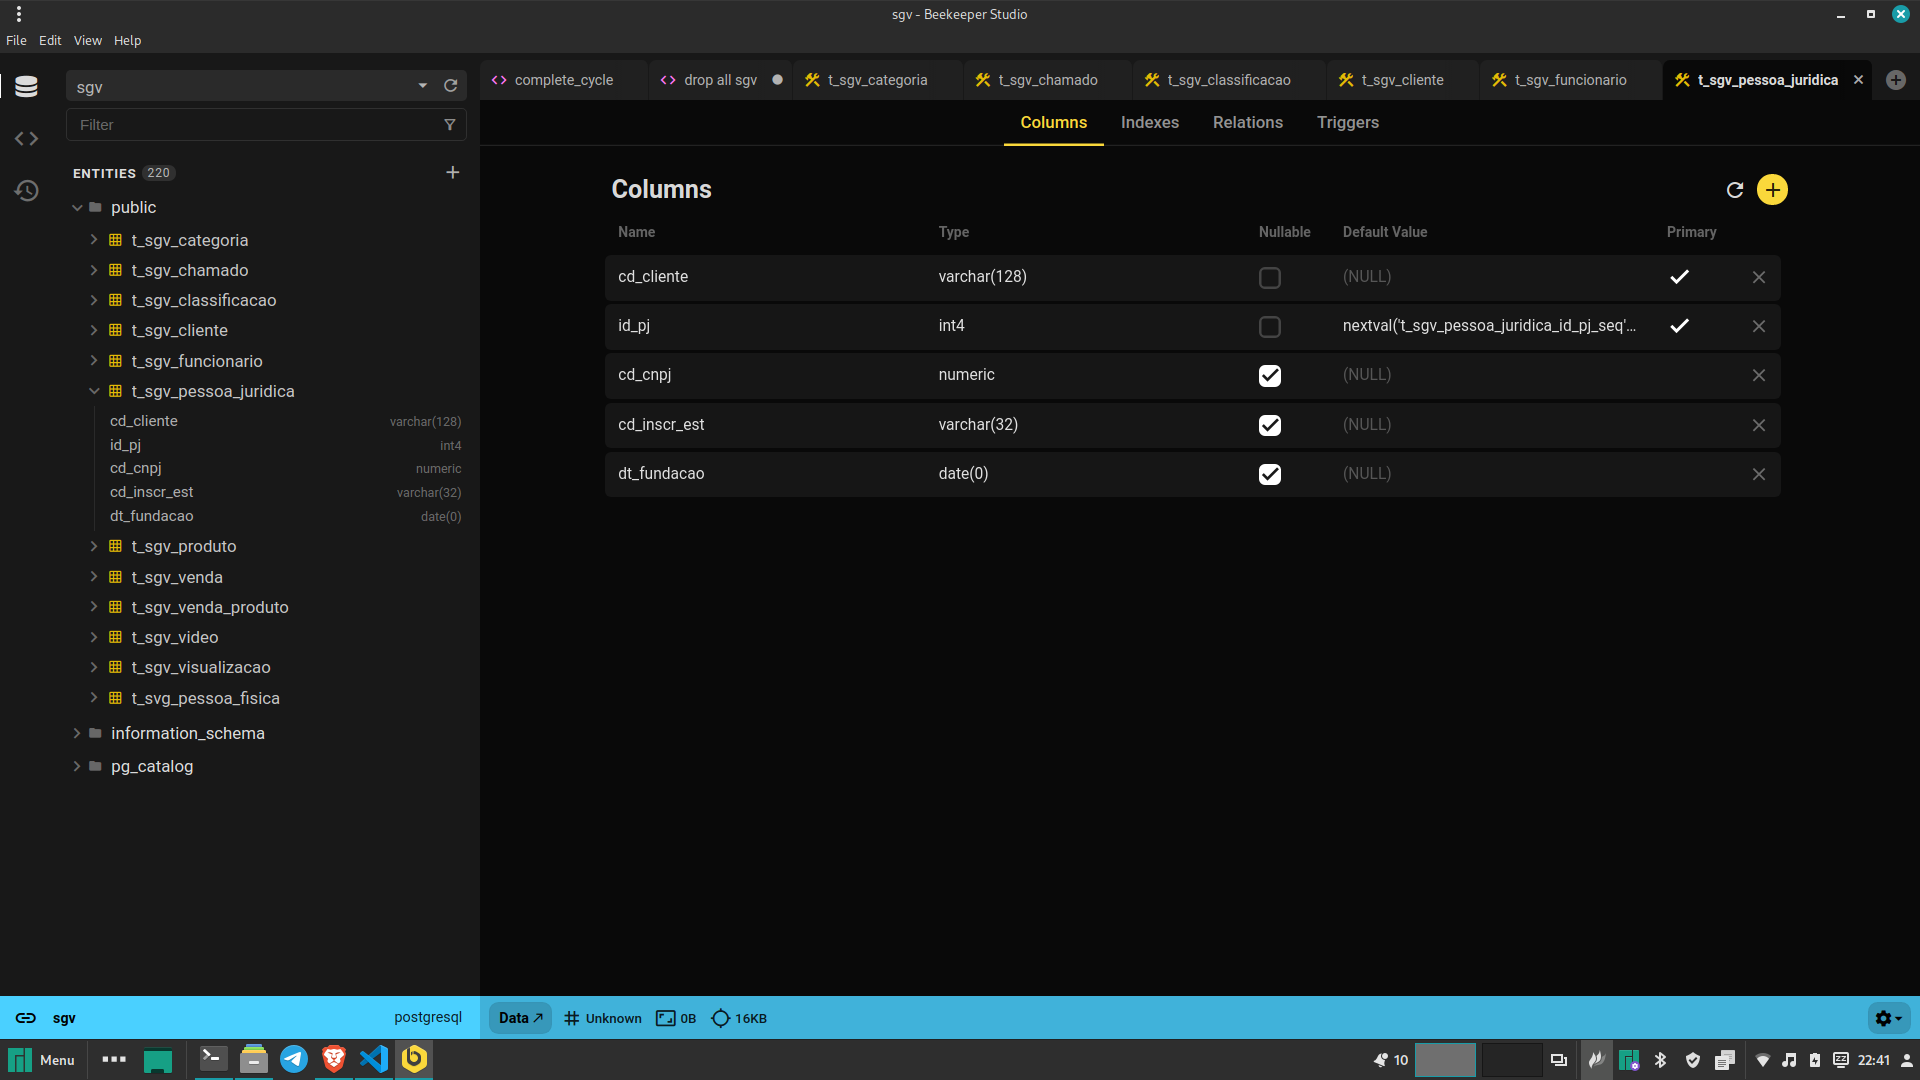 sgv - Beekeeper Studio
File Edit View Help
sgv
complete_cycle drop all sgv t_sgv_categoria t_sgv_chamado t_sgv_classificacao t_sgv_cliente t_sgv_funcionario t_sgv_pessoa_juridica
Filter
Columns Indexes Relations Triggers
ENTITIES 220
public
t_sgv_categoria
t_sgv_chamado
t_sgv_classificacao
t_sgv_cliente
t_sgv_funcionario
t_sgv_pessoa_juridica
cd_cliente varchar(128)
id_pj int4
cd_cnpj numeric
cd_inscr_est varchar(32)
dt_fundacao date(0)
t_sgv_produto
t_sgv_venda
t_sgv_venda_produto
t_sgv_video
t_sgv_visualizacao
t_svg_pessoa_fisica
information_schema
pg_catalog
Columns
Name Type Nullable Default Value Primary
cd_cliente varchar(128) (NULL)
id_pj int4 nextval('t_sgv_pessoa_juridica_id_pj_seq'...
cd_cnpj numeric (NULL)
cd_inscr_est varchar(32) (NULL)
dt_fundacao date(0) (NULL)
sgv postgresql Data Unknown 0B 16KB
Menu 10 22:41